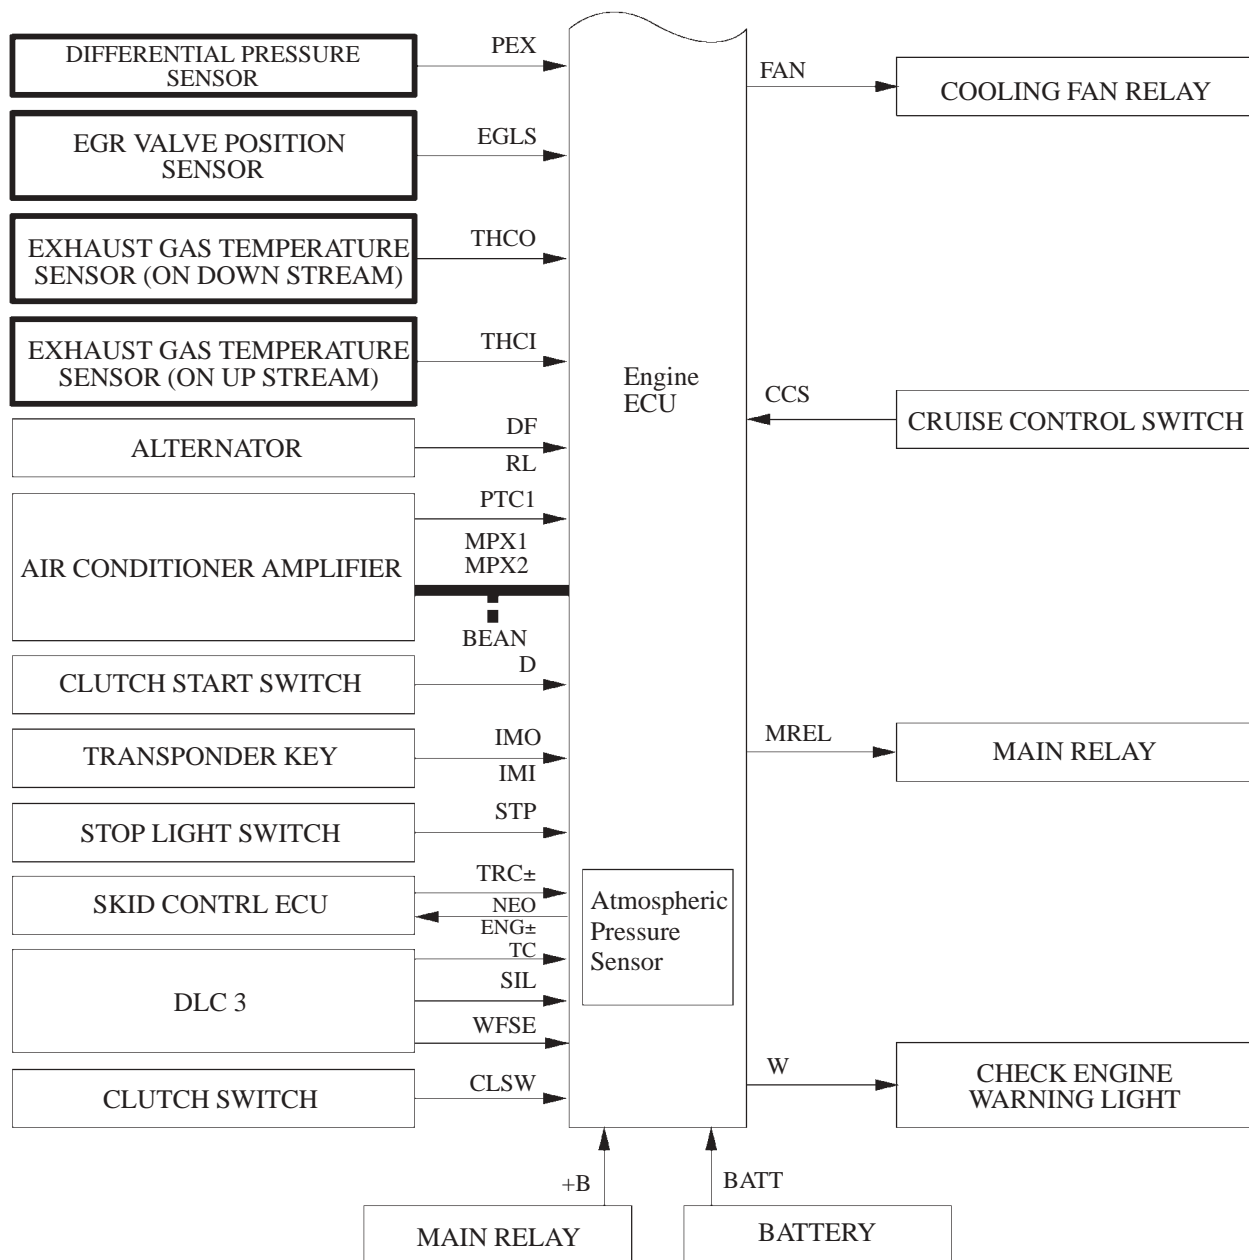 DIFFERENTIAL PRESSURE
SENSOR
PEX
EGR VALVE POSITION
SENSOR
EGLS
EXHAUST GAS TEMPERATURE
SENSOR (ON DOWN STREAM)
THCO
EXHAUST GAS TEMPERATURE
SENSOR (ON UP STREAM)
THCI
ALTERNATOR
DF
RL
AIR CONDITIONER AMPLIFIER
PTC1
MPX1
MPX2
BEAN
CLUTCH START SWITCH
D
TRANSPONDER KEY
IMO
IMI
STOP LIGHT SWITCH
STP
SKID CONTRL ECU
TRC±
NEO
ENG±
DLC 3
TC
SIL
WFSE
CLUTCH SWITCH
CLSW
Engine
ECU
Atmospheric
Pressure
Sensor
FAN
COOLING FAN RELAY
CCS
CRUISE CONTROL SWITCH
MREL
MAIN RELAY
W
CHECK ENGINE
WARNING LIGHT
+B
MAIN RELAY
BATT
BATTERY